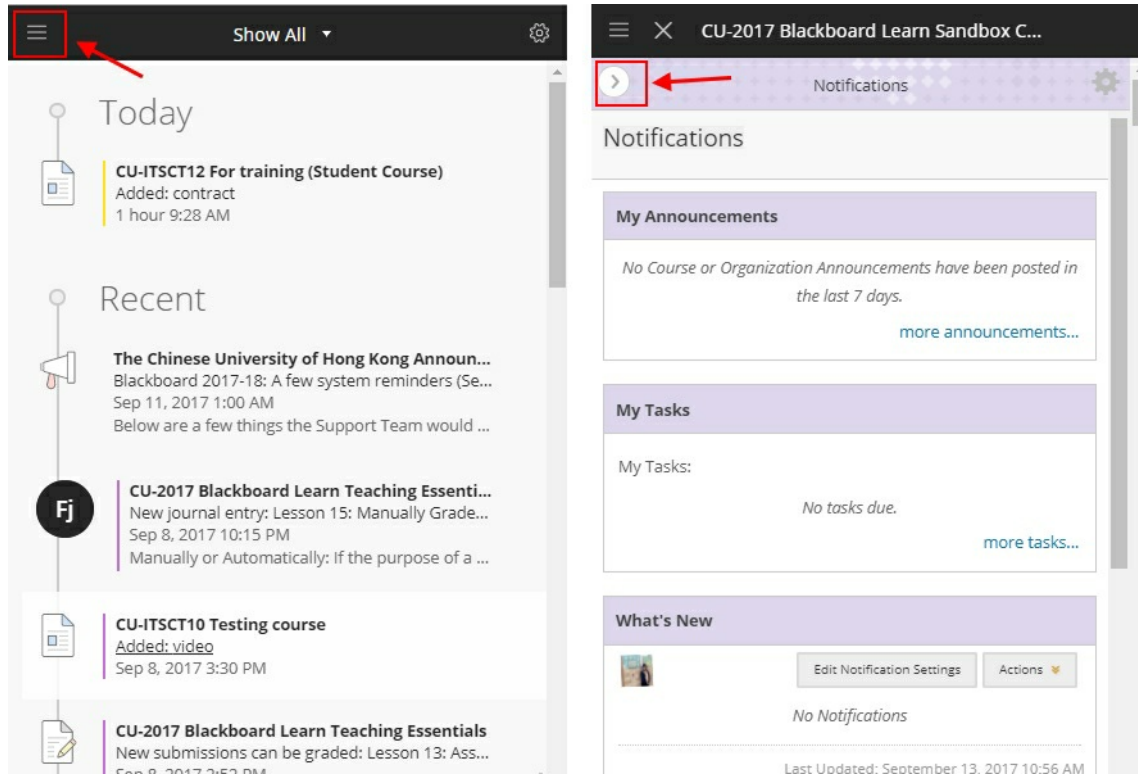 Show All
Today
CU-ITSCT12 For training (Student Course)
Added: contract
1 hour 9:28 AM
Recent
The Chinese University of Hong Kong Announ...
Blackboard 2017-18: A few system reminders (Se...
Sep 11, 2017 1:00 AM
Below are a few things the Support Team would ...
Fj
CU-2017 Blackboard Learn Teaching Essenti...
New journal entry: Lesson 15: Manually Grade...
Sep 8, 2017 10:15 PM
Manually or Automatically: If the purpose of a ...
CU-ITSCT10 Testing course
Added: video
Sep 8, 2017 3:30 PM
CU-2017 Blackboard Learn Teaching Essentials
New submissions can be graded: Lesson 13: Ass...
Sep 8, 2017 2:52 PM
CU-2017 Blackboard Learn Sandbox C...
Notifications
Notifications
My Announcements
No Course or Organization Announcements have been posted in
the last 7 days.
more announcements...
My Tasks
My Tasks:
No tasks due.
more tasks...
What's New
Edit Notification Settings
Actions
No Notifications
Last Updated: September 13, 2017 10:56 AM